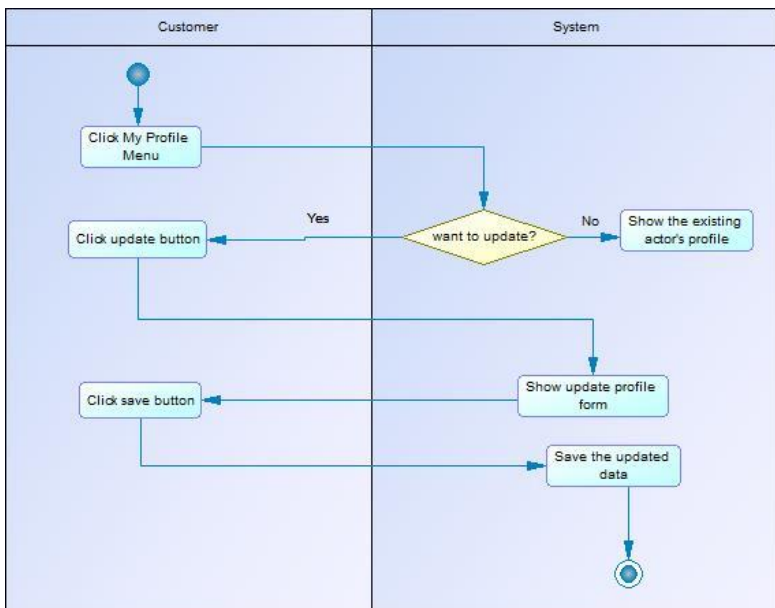 Customer
System
Click My Profile
Menu
want to update?
Yes
No
Show the existing
actor's profile
Click update button
Show update profile
form
Click save button
Save the updated
data